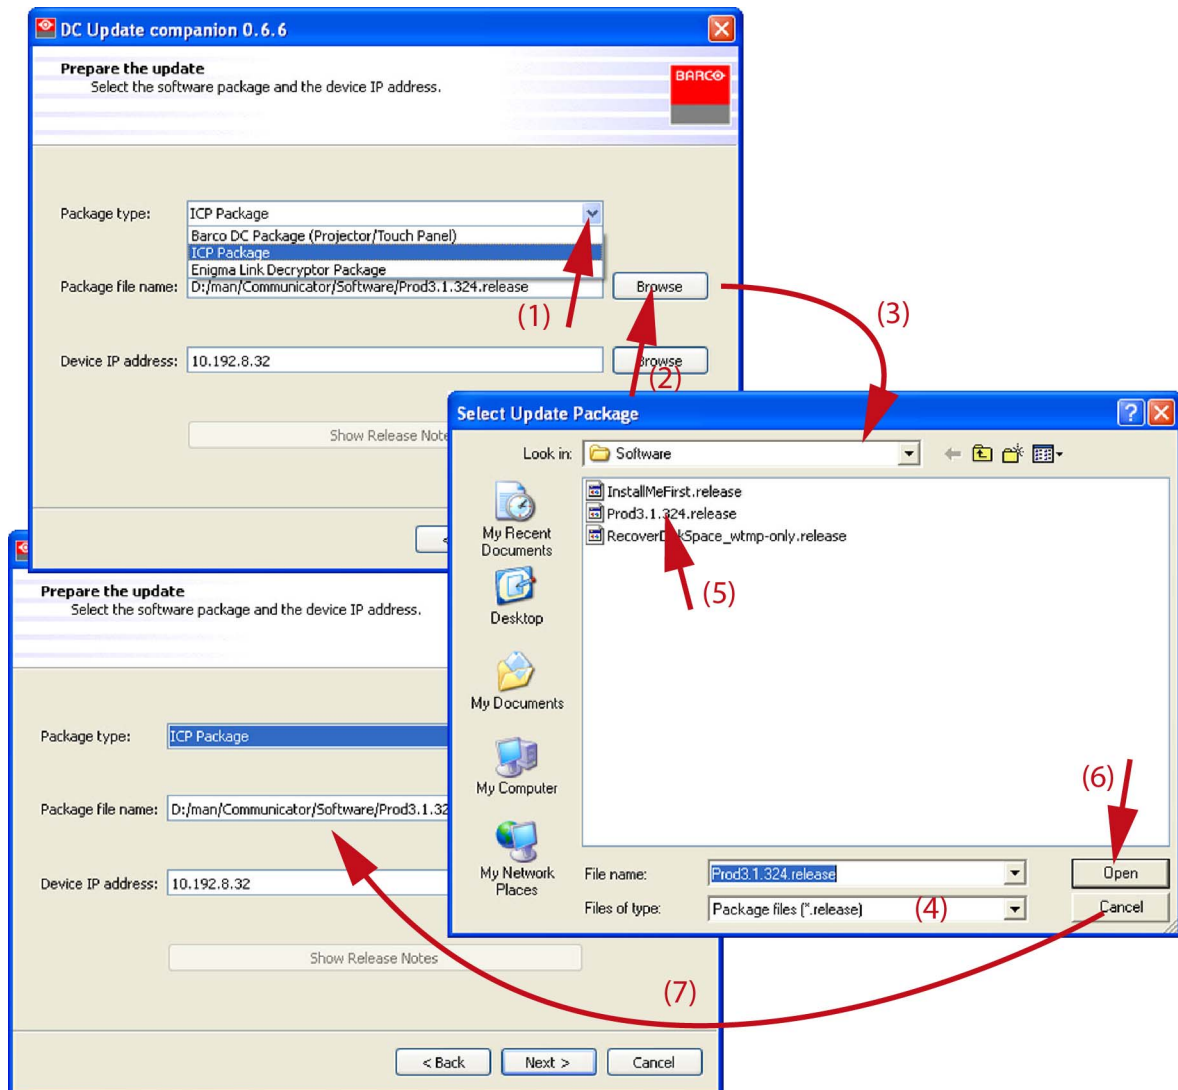 DC Update companion 0.6.6
Prepare the update
Select the software package and the device IP address.
BARCO
Package type:
ICP Package
Barco DC Package (Projector/Touch Panel)
ICP Package
Enigma Link Decryptor Package
Package file name:
D:/man/Communicator/Software/Prod3.1.324.release
Browse
(1)
(2)
(3)
Device IP address:
10.192.8.32
Browse
Show Release Note
<
Select Update Package
Look in:
Software
My Recent
Documents
Desktop
My Documents
My Computer
My Network
Places
InstallMeFirst.release
Prod3.1.324.release
RecoverDiskSpace_wtmp-only.release
(5)
(6)
File name:
Prod3.1.324.release
Open
Files of type:
Package files (*.release)
(4)
Cancel
Prepare the update
Select the software package and the device IP address.
Package type:
ICP Package
Package file name:
D:/man/Communicator/Software/Prod3.1.32
Device IP address:
10.192.8.32
Show Release Notes
(7)
< Back
Next >
Cancel